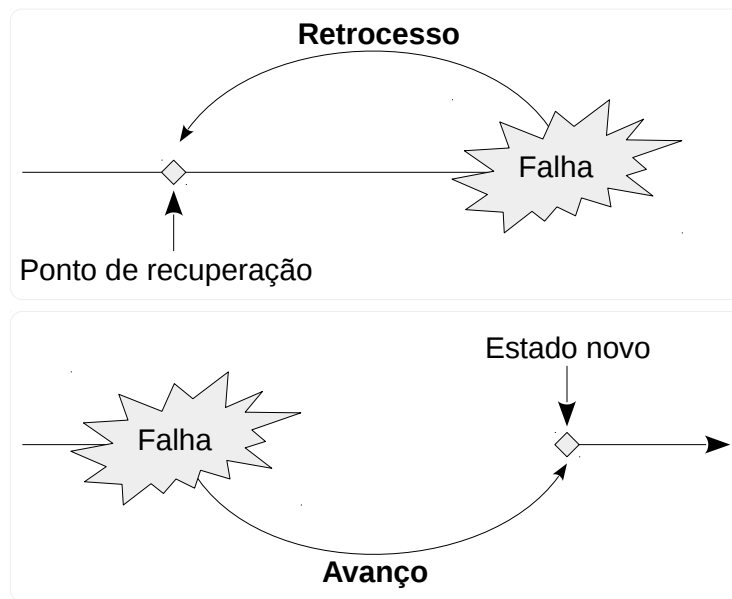 Retrocesso
Falha
Ponto de recuperação
Estado novo
Falha
Avanço